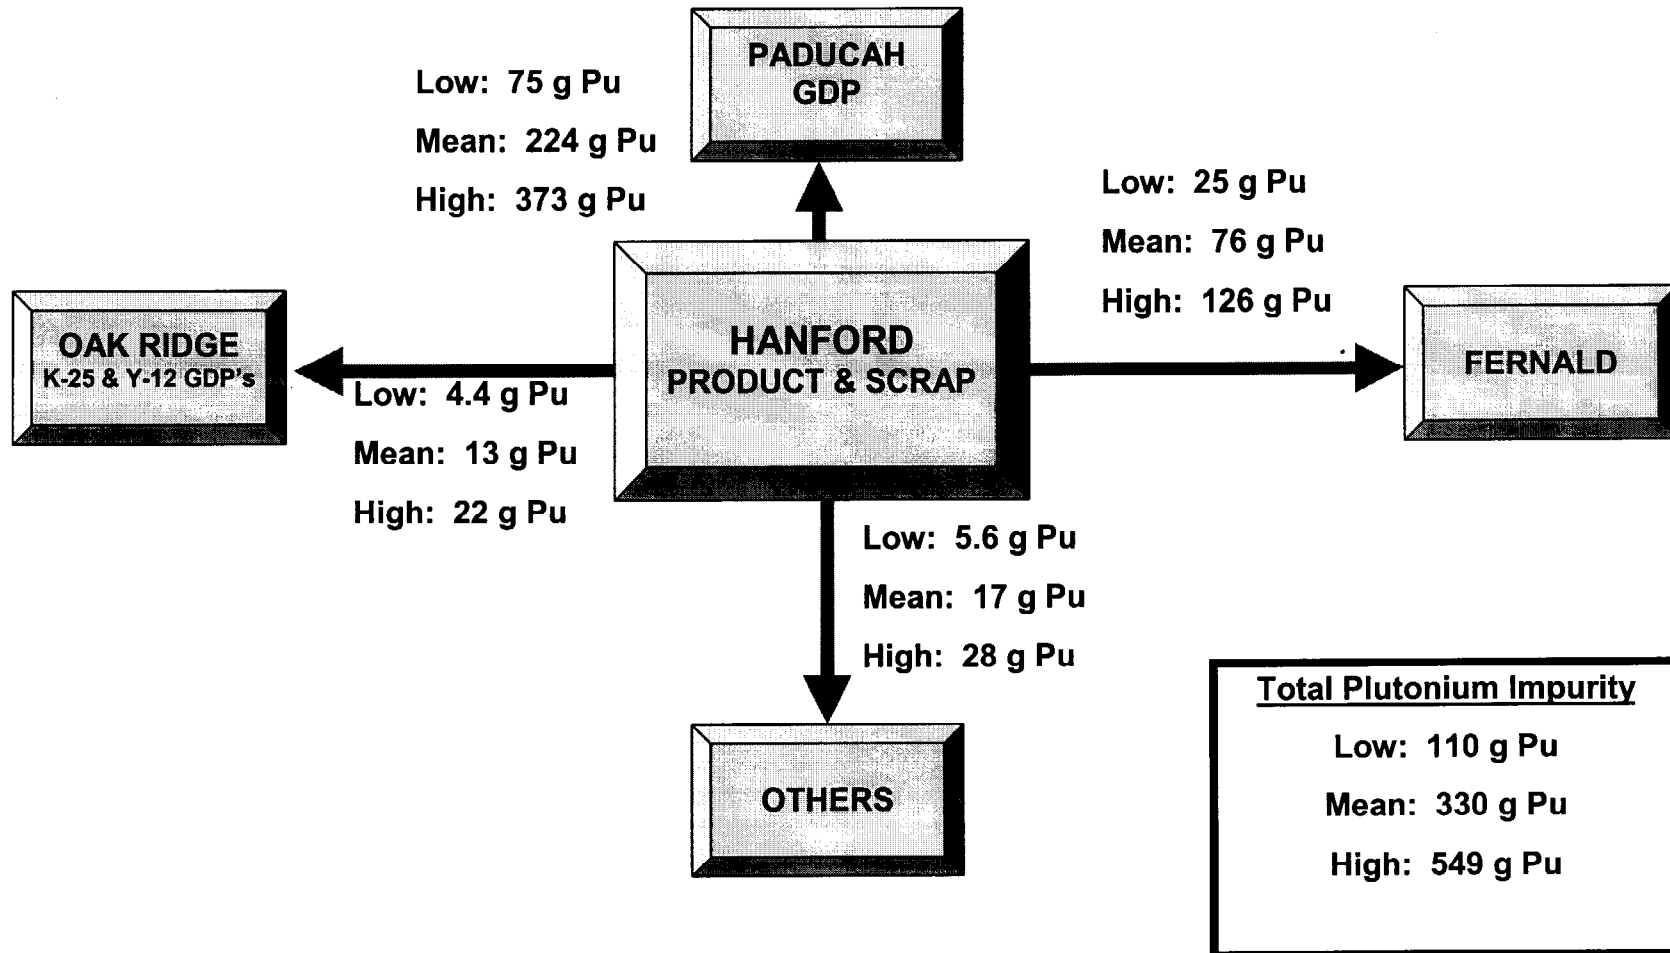 PADUCAH
GDP
Low: 75 g Pu
Mean: 224 g Pu
High: 373 g Pu
Low: 25 g Pu
Mean: 76 g Pu
High: 126 g Pu
OAK RIDGE
K-25 & Y-12 GDP's
HANFORD
PRODUCT & SCRAP
FERNALD
Low: 4.4 g Pu
Mean: 13 g Pu
High: 22 g Pu
Low: 5.6 g Pu
Mean: 17 g Pu
High: 28 g Pu
OTHERS
Total Plutonium Impurity
Low: 110 g Pu
Mean: 330 g Pu
High: 549 g Pu